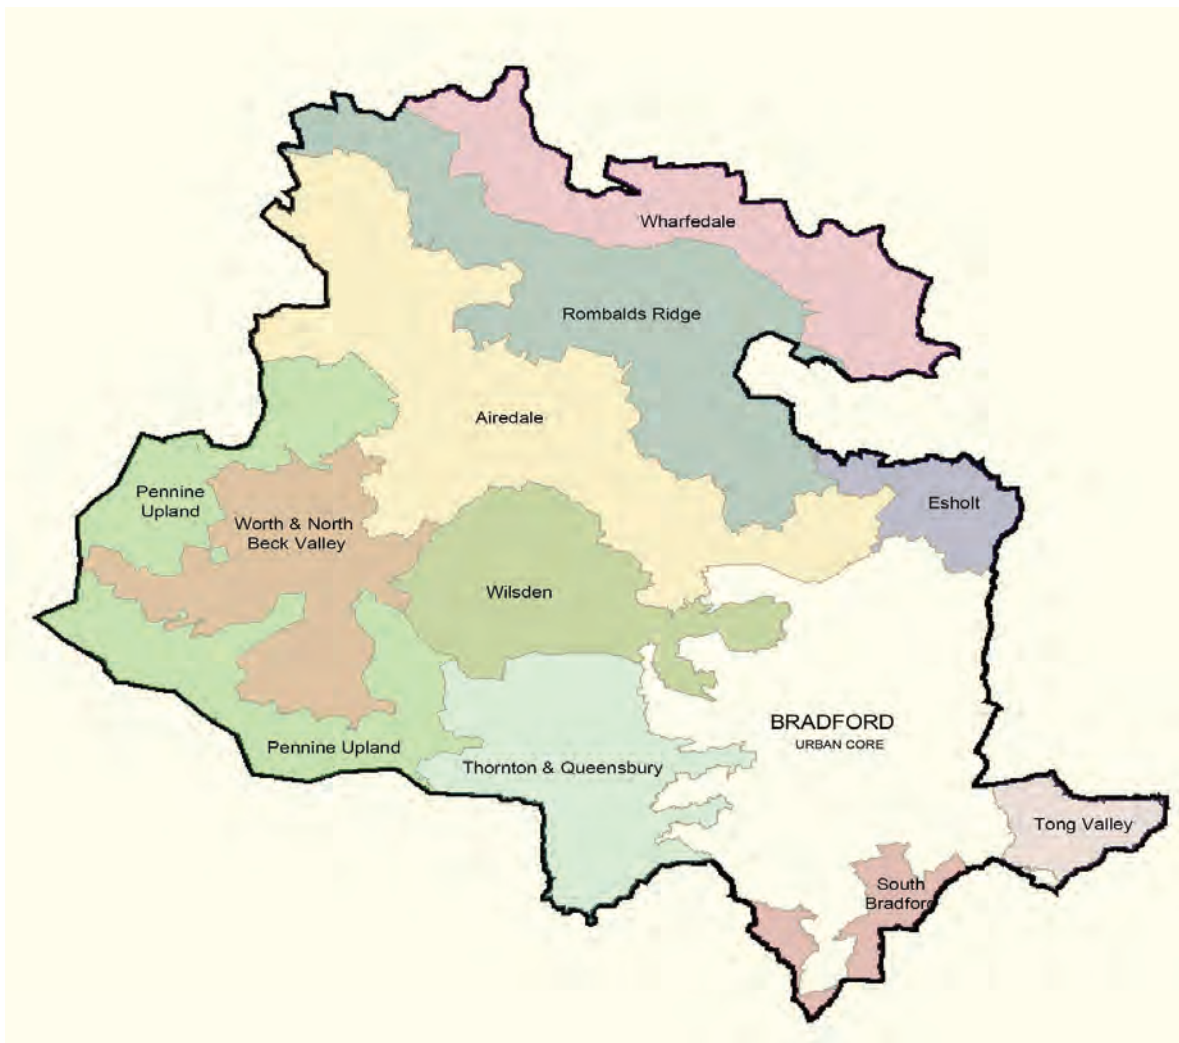 Wharfedale
Rombalds Ridge
Airedale
Pennine
Upland
Esholt
Worth & North
Beck Valley
Wilsden
BRADFORD
URBAN CORE
Pennine Upland
Thornton & Queensbury
Tong Valley
South
Bradford